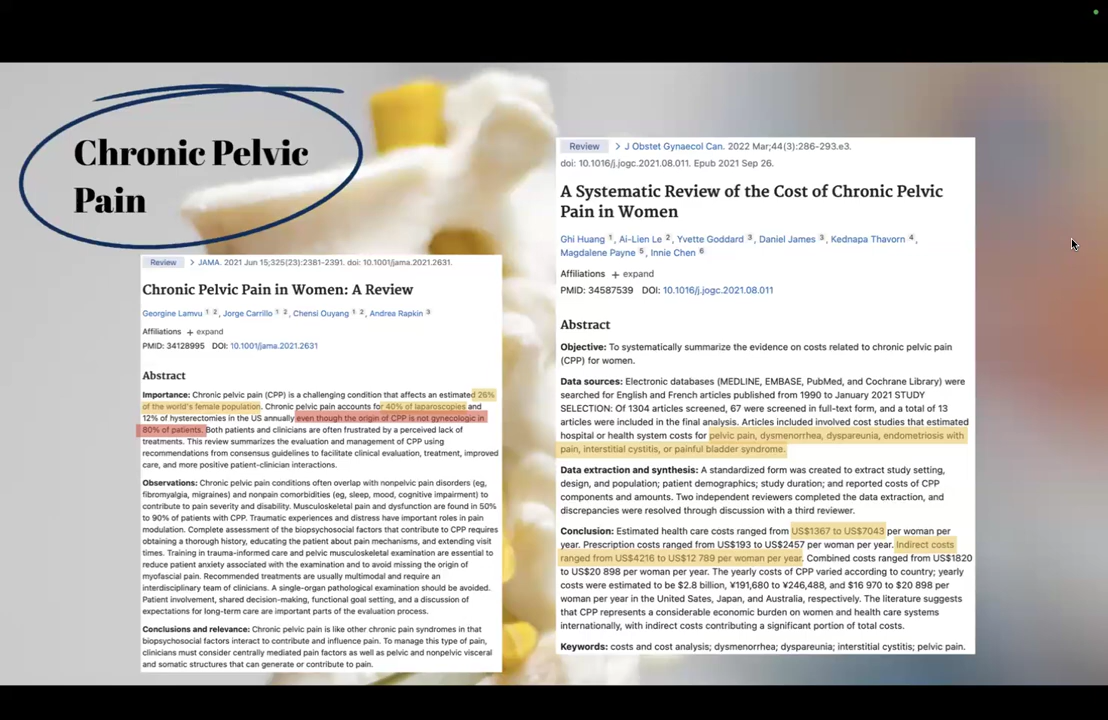 Chronic Pelvic
Pain
Review > JAMA. 2021 Jun 15;325(23):2381-2391. doi: 10.1001/jama.2021.2631.
Chronic Pelvic Pain in Women: A Review
Georgine Lamvu 1 2, Jorge Carrillo 1 2, Chensi Ouyang 1 2, Andrea Rapkin 3
Affiliations + expand
PMID: 34128995 DOI: 10.1001/jama.2021.2631
Abstract
Importance: Chronic pelvic pain (CPP) is a challenging condition that affects an estimated 26%
of the world's female population. Chronic pelvic pain accounts for 40% of laparoscopies and
12% of hysterectomies in the US annually even though the origin of CPP is not gynecologic in
80% of patients. Both patients and clinicians are often frustrated by a perceived lack of
treatments. This review summarizes the evaluation and management of CPP using
recommendations from consensus guidelines to facilitate clinical evaluation, treatment, improved
care, and more positive patient-clinician interactions.
Observations: Chronic pelvic pain conditions often overlap with nonpelvic pain disorders (eg,
fibromyalgia, migraines) and nonpain comorbidities (eg, sleep, mood, cognitive impairment) to
contribute to pain severity and disability. Musculoskeletal pain and dysfunction are found in 50%
to 90% of patients with CPP. Traumatic experiences and distress have important roles in pain
modulation. Complete assessment of the biopsychosocial factors that contribute to CPP requires
obtaining a thorough history, educating the patient about pain mechanisms, and extending visit
times. Training in trauma-informed care and pelvic musculoskeletal examination are essential to
reduce patient anxiety associated with the examination and to avoid missing the origin of
myofascial pain. Recommended treatments are usually multimodal and require an
interdisciplinary team of clinicians. A single-organ pathological examination should be avoided.
Patient involvement, shared decision-making, functional goal setting, and a discussion of
expectations for long-term care are important parts of the evaluation process.
Conclusions and relevance: Chronic pelvic pain is like other chronic pain syndromes in that
biopsychosocial factors interact to contribute and influence pain. To manage this type of pain,
clinicians must consider centrally mediated pain factors as well as pelvic and nonpelvic visceral
and somatic structures that can generate or contribute to pain.
Review > J Obstet Gynaecol Can. 2022 Mar;44(3):286-293.e3.
doi: 10.1016/j.jogc.2021.08.011. Epub 2021 Sep 26.
A Systematic Review of the Cost of Chronic Pelvic
Pain in Women
Ghi Huang 1, Ai-Lien Le 2, Yvette Goddard 3, Daniel James 3, Kednapa Thavorn 4,
Magdalene Payne 5, Innie Chen 6
Affiliations + expand
PMID: 34587539 DOI: 10.1016/j.jogc.2021.08.011
Abstract
Objective: To systematically summarize the evidence on costs related to chronic pelvic pain
(CPP) for women.
Data sources: Electronic databases (MEDLINE, EMBASE, PubMed, and Cochrane Library) were
searched for English and French articles published from 1990 to January 2021 STUDY
SELECTION: Of 1304 articles screened, 67 were screened in full-text form, and a total of 13
articles were included in the final analysis. Articles included involved cost studies that estimated
hospital or health system costs for pelvic pain, dysmenorrhea, dyspareunia, endometriosis with
pain, interstitial cystitis, or painful bladder syndrome.
Data extraction and synthesis: A standardized form was created to extract study setting,
design, and population; patient demographics; study duration; and reported costs of CPP
components and amounts. Two independent reviewers completed the data extraction, and
discrepancies were resolved through discussion with a third reviewer.
Conclusion: Estimated health care costs ranged from US$1367 to US$7043 per woman per
year. Prescription costs ranged from US$193 to US$2457 per woman per year. Indirect costs
ranged from US$4216 to US$12 789 per woman per year. Combined costs ranged from US$1820
to US$20 898 per woman per year. The yearly costs of CPP varied according to country; yearly
costs were estimated to be $2.8 billion, ¥191,680 to ¥246,488, and $16 970 to $20 898 per
woman per year in the United States, Japan, and Australia, respectively. The literature suggests
that CPP represents a considerable economic burden on women and health care systems
internationally, with indirect costs contributing a significant portion of total costs.
Keywords: costs and cost analysis; dysmenorrhea; dyspareunia; interstitial cystitis; pelvic pain.